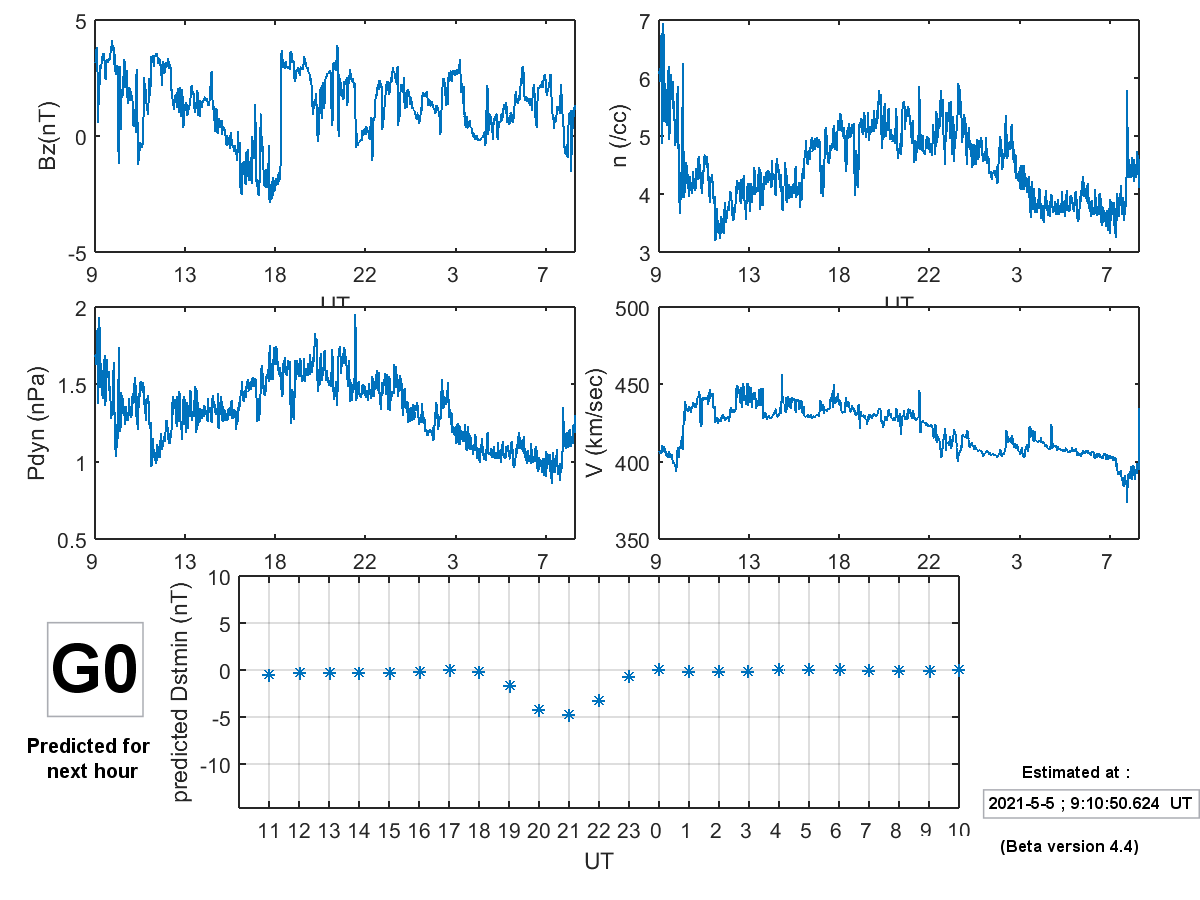 5
0
-5
Bz(nT)
9 13 18 22 3 7
UT
7
6
5
4
3
n (/cc)
9 13 18 22 3 7
UT
2
1.5
1
0.5
Pdyn (nPa)
9 13 18 22 3 7
500
450
400
350
V (km/sec)
9 13 18 22 3 7
10
5
0
-5
-10
predicted Dstmin (nT)
11 12 13 14 15 16 17 18 19 20 21 22 23 0 1 2 3 4 5 6 7 8 9 10
UT
G0
Predicted for
next hour
Estimated at :
2021-5-5 ; 9:10:50.624 UT
(Beta version 4.4)